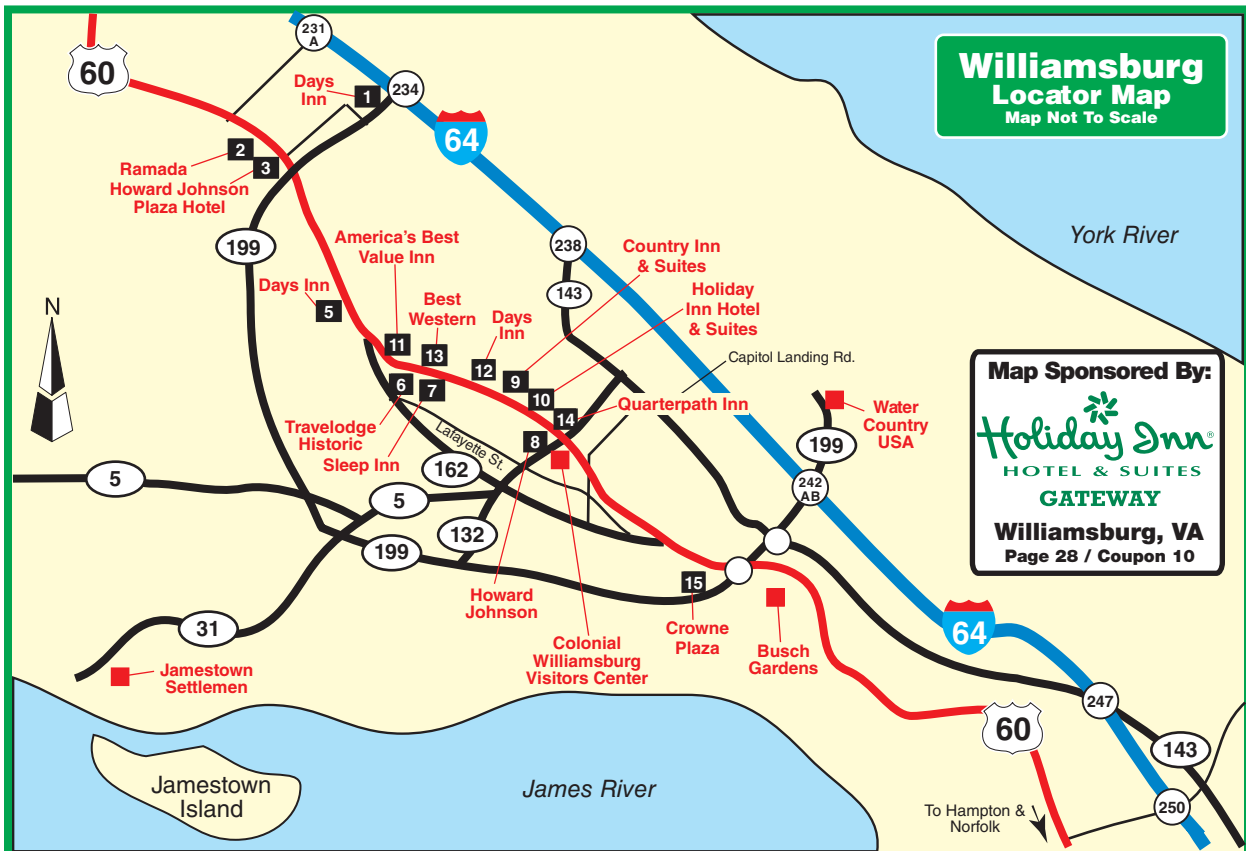 231
A
60
Days
Inn
1
234
Williamsburg
Locator Map
Map Not To Scale
64
2
3
Ramada
Howard Johnson
Plaza Hotel
199
York River
America's Best
Value Inn
238
Country Inn
& Suites
143
Holiday
Inn Hotel
& Suites
N
Days Inn
5
Best
Western
Days
Inn
11
13
12
9
10
14
6
7
8
Capitol Landing Rd.
Quarterpath Inn
Travelodge
Historic
Sleep Inn
Lafayette St.
162
Water
Country
USA
199
242
AB
Map Sponsored By:
Holiday Inn®
HOTEL & SUITES
GATEWAY
Williamsburg, VA
Page 28 / Coupon 10
5
5
132
199
31
Howard
Johnson
15
Crowne
Plaza
Colonial
Williamsburg
Visitors Center
Busch
Gardens
64
Jamestown
Settlemen
247
60
143
250
Jamestown
Island
James River
To Hampton &
Norfolk